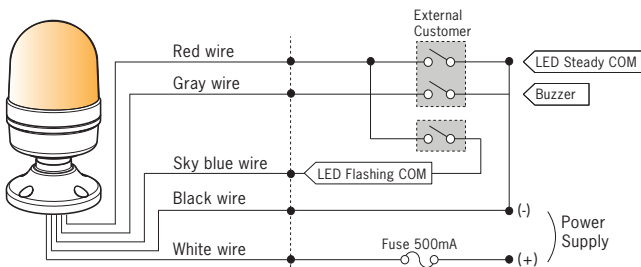 External
Customer
Red wire
LED Steady COM
Gray wire
Buzzer
Sky blue wire
LED Flashing COM
Black wire
(-)
Power
Supply
White wire
Fuse 500mA
(+)